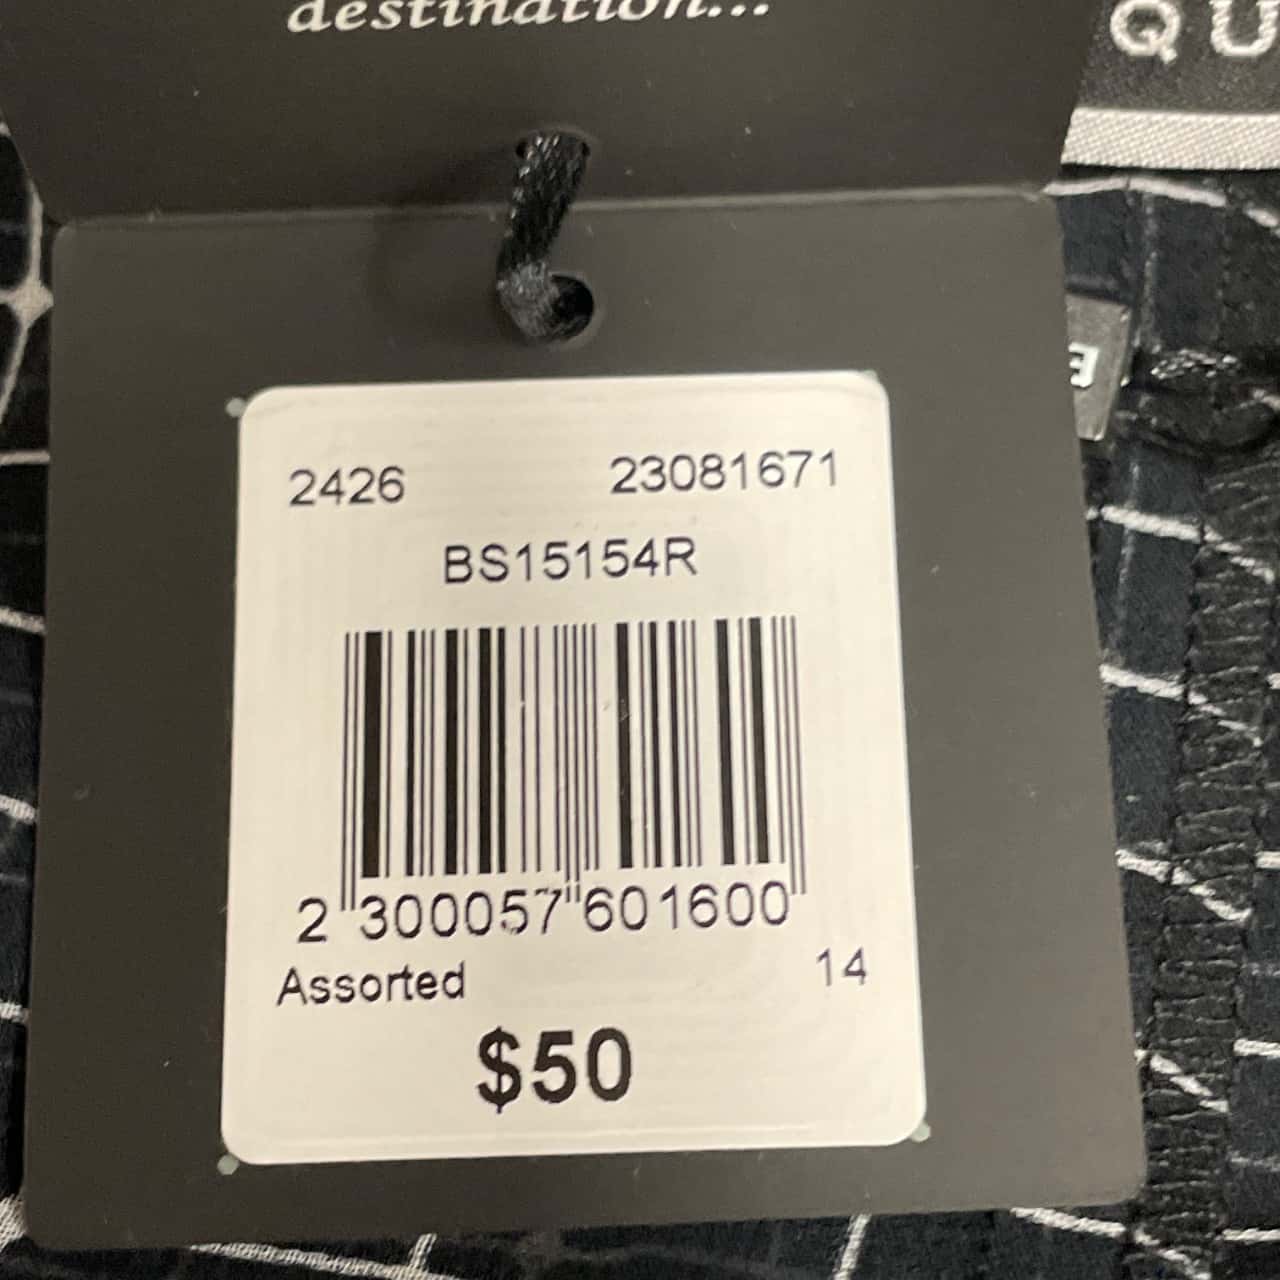 destination...
QU
E
2426 23081671
BS15154R
2 300057 601600
Assorted 14
$50